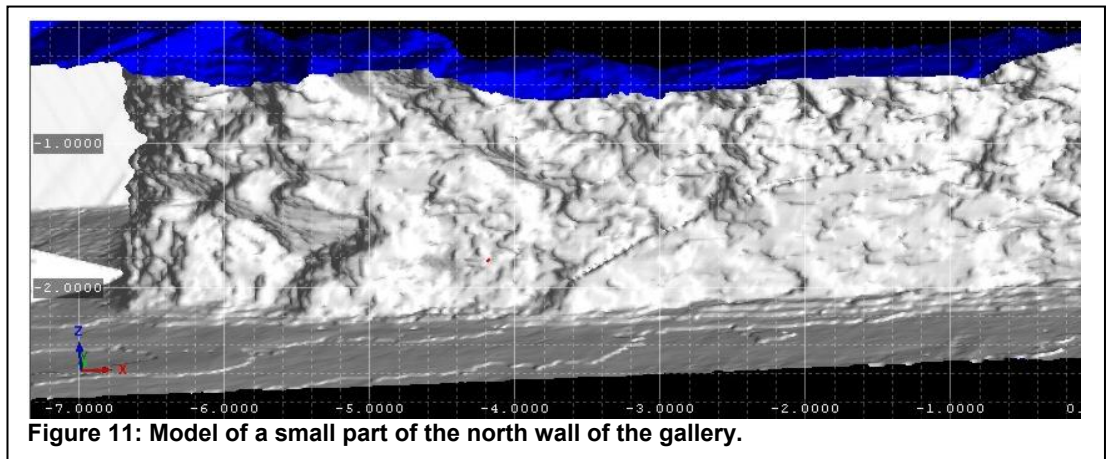 -1.0000
-2.0000
Z
Y
X
-7.0000 -6.0000 -5.0000 -4.0000 -3.0000 -2.0000 -1.0000 0.
Figure 11: Model of a small part of the north wall of the gallery.